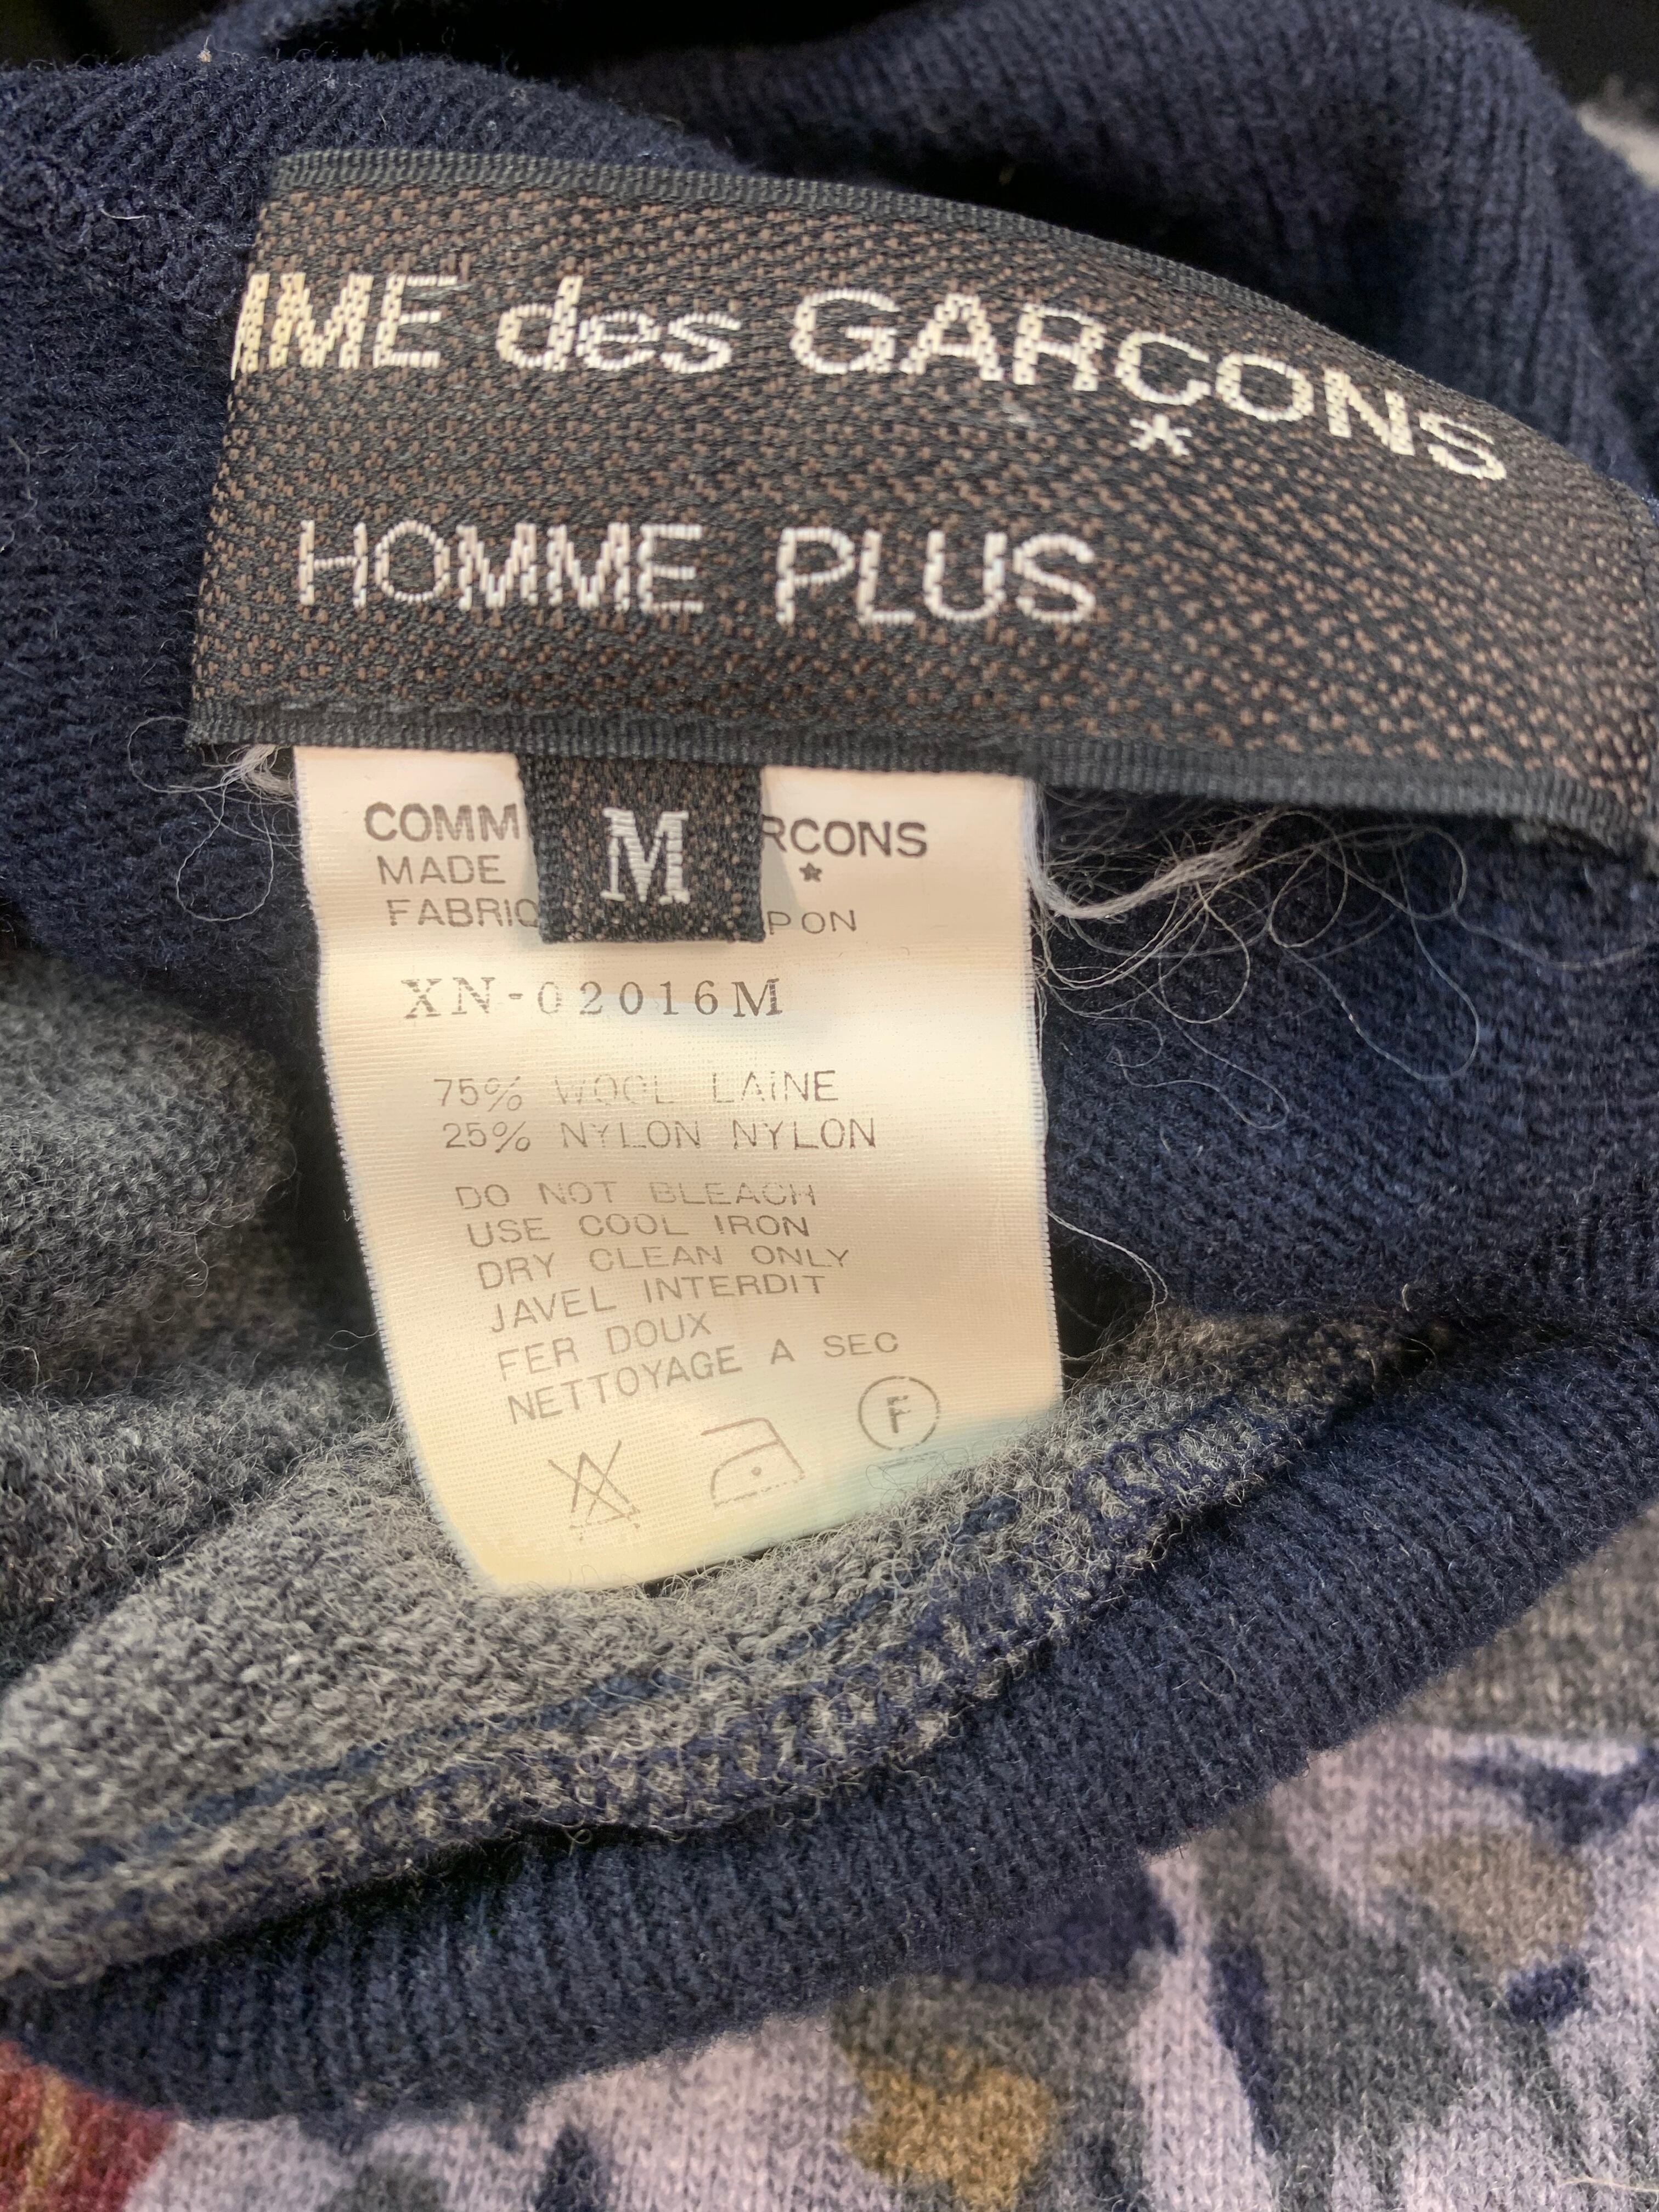 MME des GARÇONS
*
HOMME PLUS
M
COMM RCONS
MADE *
FABRIQ PON
XN-02016M
75% WOOL LAINE
25% NYLON NYLON
DO NOT BLEACH
USE COOL IRON
DRY CLEAN ONLY
JAVEL INTERDIT
FER DOUX
NETTOYAGE A SEC
F